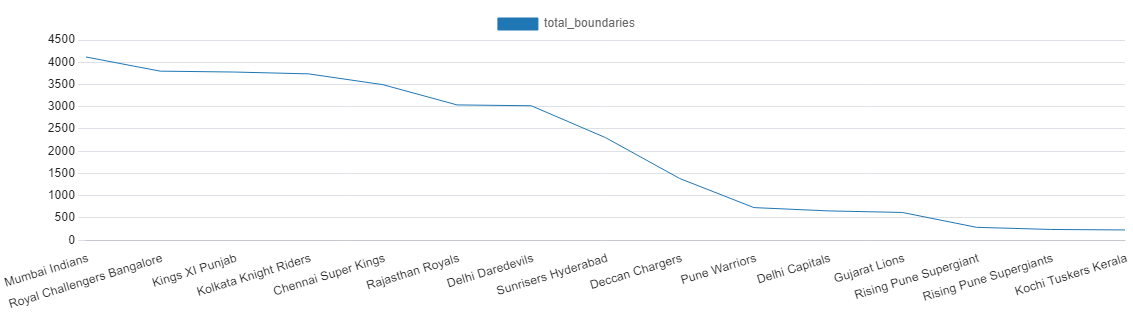 total_boundaries
4500
4000
3500
3000
2500
2000
1500
1000
500
0
Mumbai Indians
Royal Challengers Bangalore
Kings XI Punjab
Kolkata Knight Riders
Chennai Super Kings
Rajasthan Royals
Delhi Daredevils
Sunrisers Hyderabad
Deccan Chargers
Pune Warriors
Delhi Capitals
Gujarat Lions
Rising Pune Supergiant
Rising Pune Supergiants
Kochi Tuskers Kerala